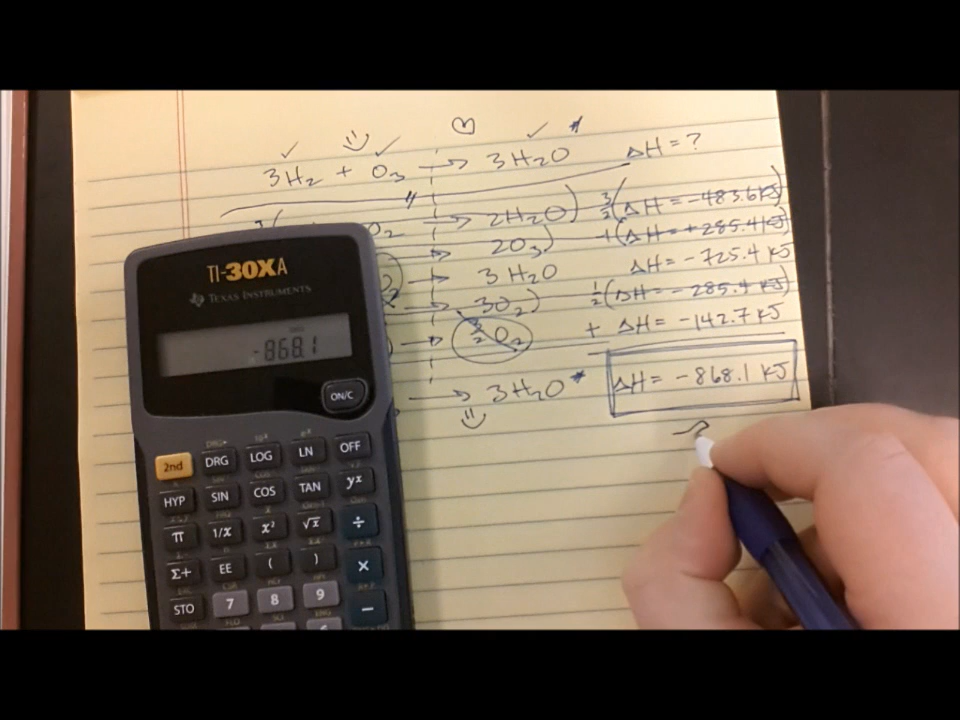 3H₂ + O₃ → 3H₂O * ΔH = ?
O₂ → 2H₂O) 3/2(ΔH = -483.6 kJ)
→ 2O₃) -1(ΔH = +285.4 kJ)
→ 3H₂O ΔH = -725.4 kJ
→ 3O₂) 1/2(ΔH = -285.4 kJ)
→ 3/2 O₂ + ΔH = -142.7 kJ
→ 3H₂O * ΔH = -868.1 kJ
TI-30XA
TEXAS INSTRUMENTS
-868.1
ON/C
2nd DRG LOG LN OFF
HYP SIN COS TAN yˣ
π 1/x x² √x ÷
Σ+ EE ( ) ×
STO 7 8 9 −